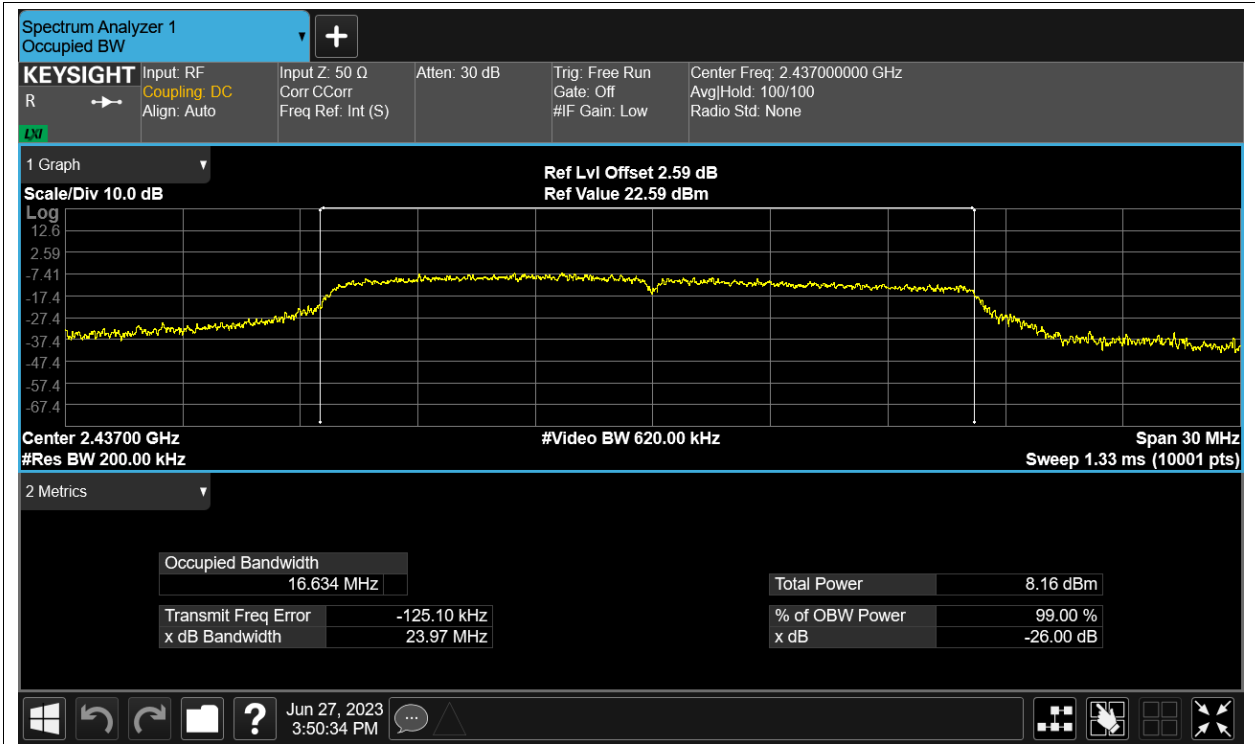 Spectrum Analyzer 1
Occupied BW
KEYSIGHT
R
LXI
Input: RF
Coupling: DC
Align: Auto
Input Z: 50 Ω
Corr CCorr
Freq Ref: Int (S)
Atten: 30 dB
Trig: Free Run
Gate: Off
#IF Gain: Low
Center Freq: 2.437000000 GHz
Avg|Hold: 100/100
Radio Std: None
1 Graph
Scale/Div 10.0 dB
Ref Lvl Offset 2.59 dB
Ref Value 22.59 dBm
Log
12.6
2.59
-7.41
-17.4
-27.4
-37.4
-47.4
-57.4
-67.4
Center 2.43700 GHz
#Res BW 200.00 kHz
#Video BW 620.00 kHz
Span 30 MHz
Sweep 1.33 ms (10001 pts)
2 Metrics
Occupied Bandwidth
16.634 MHz
Transmit Freq Error -125.10 kHz
x dB Bandwidth 23.97 MHz
Total Power 8.16 dBm
% of OBW Power 99.00 %
x dB -26.00 dB
?
Jun 27, 2023
3:50:34 PM